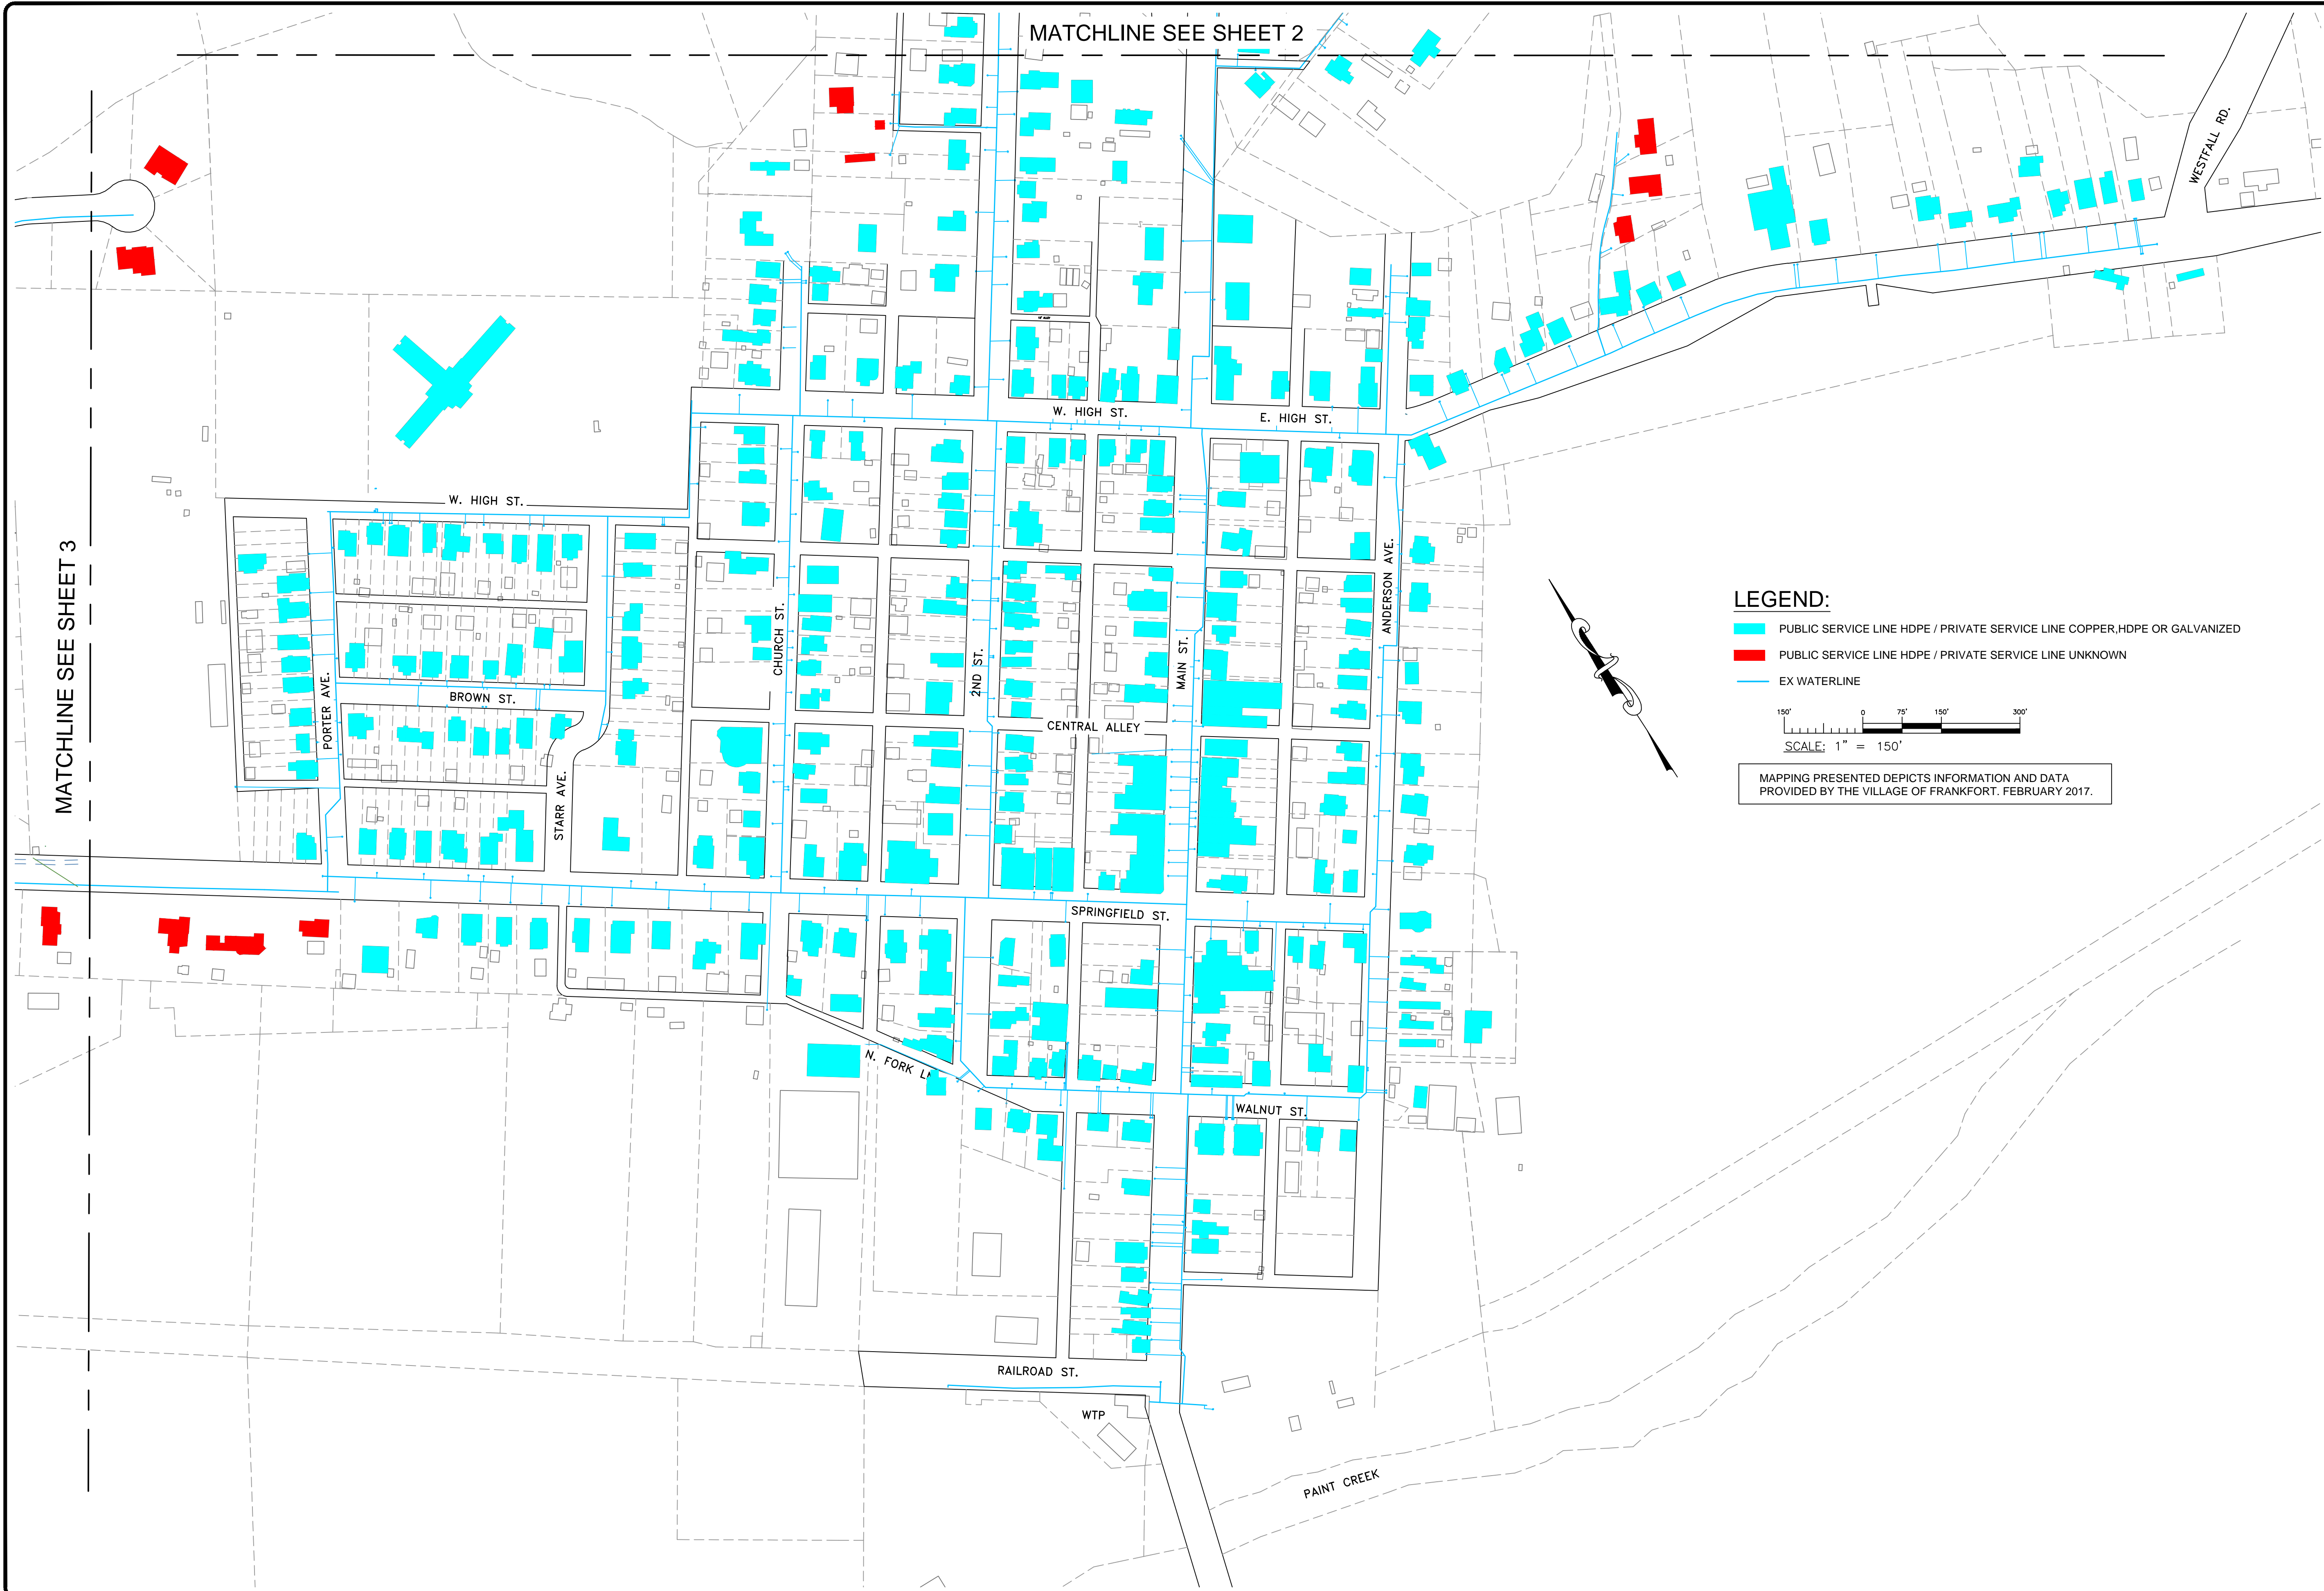 MATCHLINE SEE SHEET 2
WESTFALL RD.
W. HIGH ST.
E. HIGH ST.
W. HIGH ST.
MATCHLINE SEE SHEET 3
ANDERSON AVE.
CHURCH ST.
2ND ST.
MAIN ST.
PORTER AVE.
BROWN ST.
CENTRAL ALLEY
STARR AVE.
LEGEND:
PUBLIC SERVICE LINE HDPE / PRIVATE SERVICE LINE COPPER,HDPE OR GALVANIZED
PUBLIC SERVICE LINE HDPE / PRIVATE SERVICE LINE UNKNOWN
EX WATERLINE
150' 0 75' 150' 300'
SCALE: 1" = 150'
MAPPING PRESENTED DEPICTS INFORMATION AND DATA
PROVIDED BY THE VILLAGE OF FRANKFORT. FEBRUARY 2017.
SPRINGFIELD ST.
N. FORK
WALNUT ST.
RAILROAD ST.
WTP
PAINT CREEK